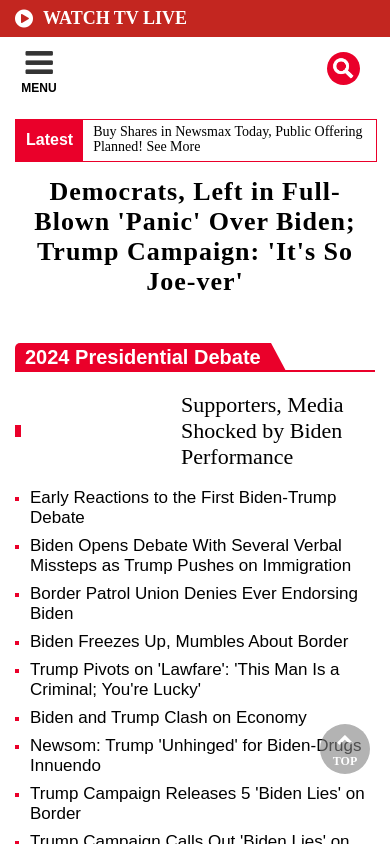 WATCH TV LIVE
MENU
Latest
Buy Shares in Newsmax Today, Public Offering
Planned! See More
Democrats, Left in Full-
Blown 'Panic' Over Biden;
Trump Campaign: 'It's So
Joe-ver'
2024 Presidential Debate
Supporters, Media
Shocked by Biden
Performance
Early Reactions to the First Biden-Trump
Debate
Biden Opens Debate With Several Verbal
Missteps as Trump Pushes on Immigration
Border Patrol Union Denies Ever Endorsing
Biden
Biden Freezes Up, Mumbles About Border
Trump Pivots on 'Lawfare': 'This Man Is a
Criminal; You're Lucky'
Biden and Trump Clash on Economy
Newsom: Trump 'Unhinged' for Biden-Drugs
Innuendo
TOP
Trump Campaign Releases 5 'Biden Lies' on
Border
Trump Campaign Calls Out 'Biden Lies' on